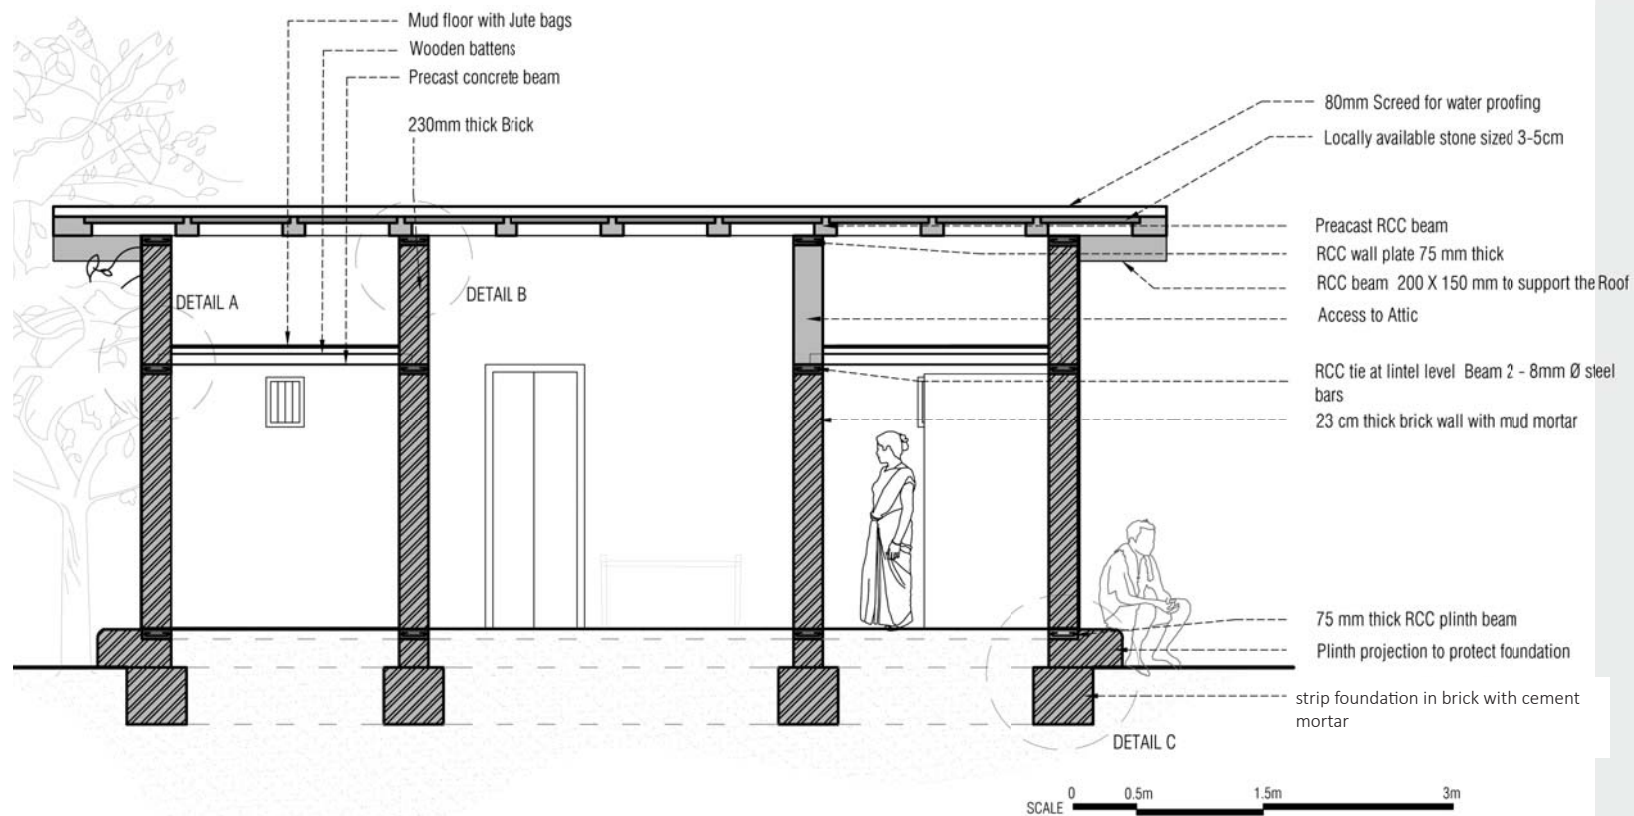 Mud floor with Jute bags
Wooden battens
Precast concrete beam
230mm thick Brick
80mm Screed for water proofing
Locally available stone sized 3-5cm
Preacast RCC beam
RCC wall plate 75 mm thick
RCC beam 200 X 150 mm to support the Roof
DETAIL A
DETAIL B
Access to Attic
RCC tie at lintel level Beam 2 - 8mm Ø steel
bars
23 cm thick brick wall with mud mortar
75 mm thick RCC plinth beam
Plinth projection to protect foundation
strip foundation in brick with cement
mortar
DETAIL C
SCALE 0 0.5m 1.5m 3m